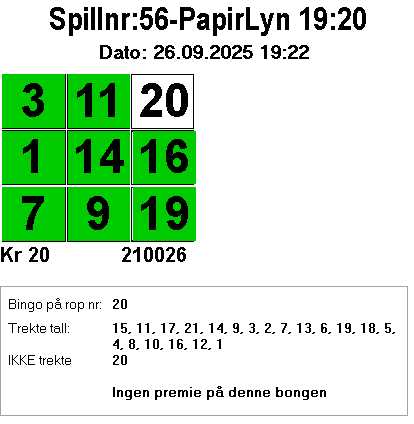 Spillnr:56-PapirLyn 19:20
Dato: 26.09.2025 19:22
3 11 20
1 14 16
7 9 19
Kr 20 210026
Bingo på rop nr: 20
Trekte tall: 15, 11, 17, 21, 14, 9, 3, 2, 7, 13, 6, 19, 18, 5,
4, 8, 10, 16, 12, 1
IKKE trekte 20
Ingen premie på denne bongen